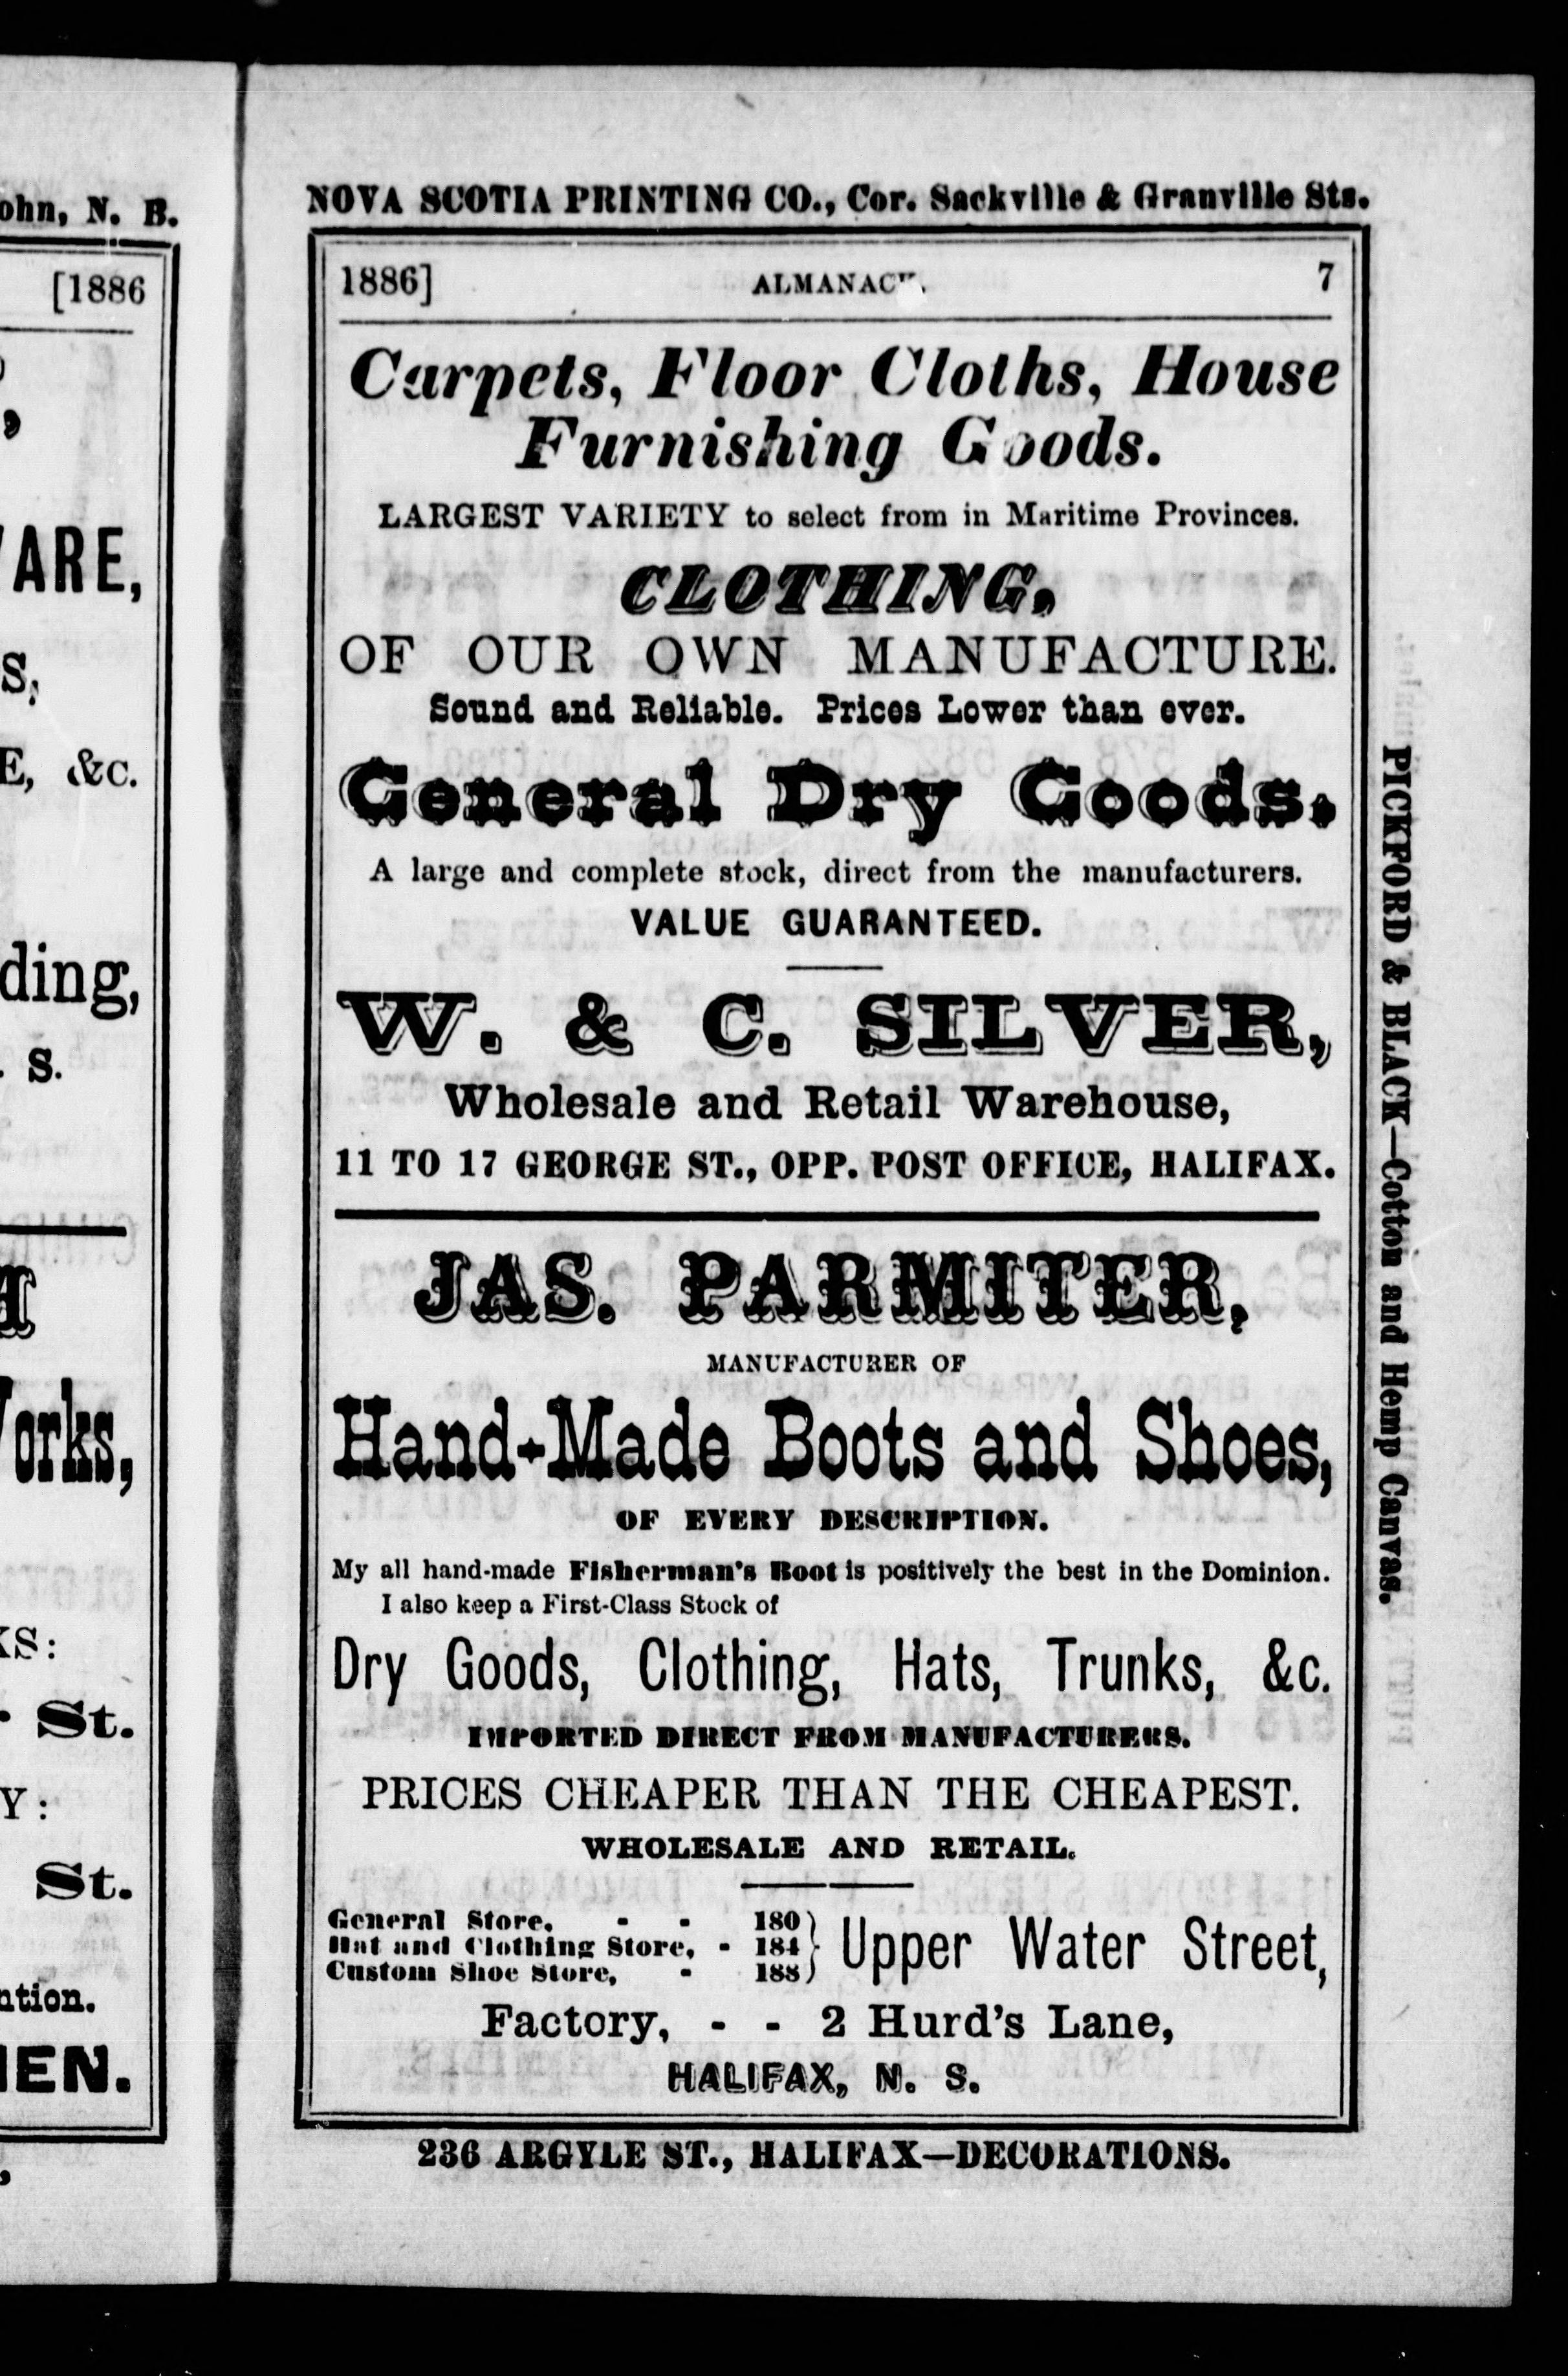 ohn, N. B.
[1886
ARE,
S,
E, &c.
ding,
. S.
orks,
KS:
St.
Y:
St.
ntion.
IEN.
NOVA SCOTIA PRINTING CO., Cor. Sackville & Granville Sts.
1886] ALMANACK. 7
Carpets, Floor Cloths, House
Furnishing Goods.
LARGEST VARIETY to select from in Maritime Provinces.
CLOTHING,
OF OUR OWN MANUFACTURE.
Sound and Reliable. Prices Lower than ever.
General Dry Goods.
A large and complete stock, direct from the manufacturers.
VALUE GUARANTEED.
W. & C. SILVER,
Wholesale and Retail Warehouse,
11 TO 17 GEORGE ST., OPP. POST OFFICE, HALIFAX.
JAS. PARMITER,
MANUFACTURER OF
Hand-Made Boots and Shoes,
OF EVERY DESCRIPTION.
My all hand-made Fisherman's Boot is positively the best in the Dominion.
I also keep a First-Class Stock of
Dry Goods, Clothing, Hats, Trunks, &c.
IMPORTED DIRECT FROM MANUFACTURERS.
PRICES CHEAPER THAN THE CHEAPEST.
WHOLESALE AND RETAIL.
General Store, - - 180
Hat and Clothing Store, - 184 } Upper Water Street,
Custom Shoe Store, - 188
Factory, - - 2 Hurd's Lane,
HALIFAX, N. S.
236 ARGYLE ST., HALIFAX—DECORATIONS.
PICKFORD & BLACK—Cotton and Hemp Canvas.